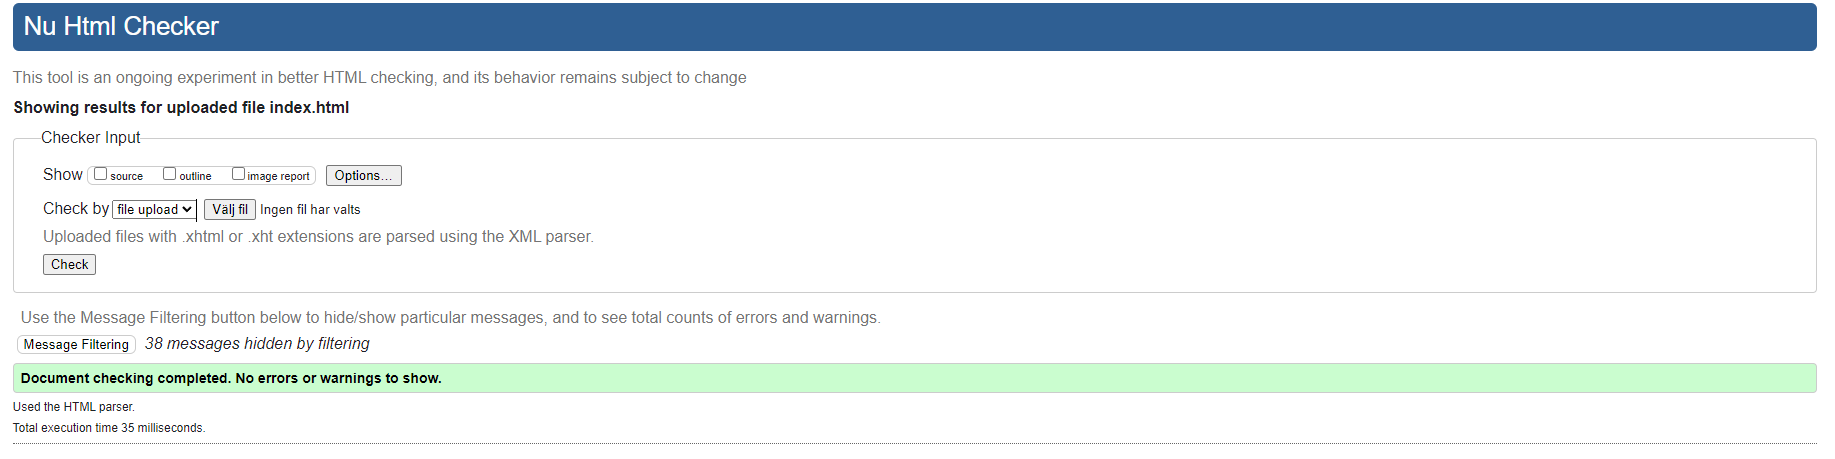 Nu Html Checker
This tool is an ongoing experiment in better HTML checking, and its behavior remains subject to change
Showing results for uploaded file index.html
Checker Input
Show source outline image report Options...
Check by file upload Välj fil Ingen fil har valts
Uploaded files with .xhtml or .xht extensions are parsed using the XML parser.
Check
Use the Message Filtering button below to hide/show particular messages, and to see total counts of errors and warnings.
Message Filtering 38 messages hidden by filtering
Document checking completed. No errors or warnings to show.
Used the HTML parser.
Total execution time 35 milliseconds.